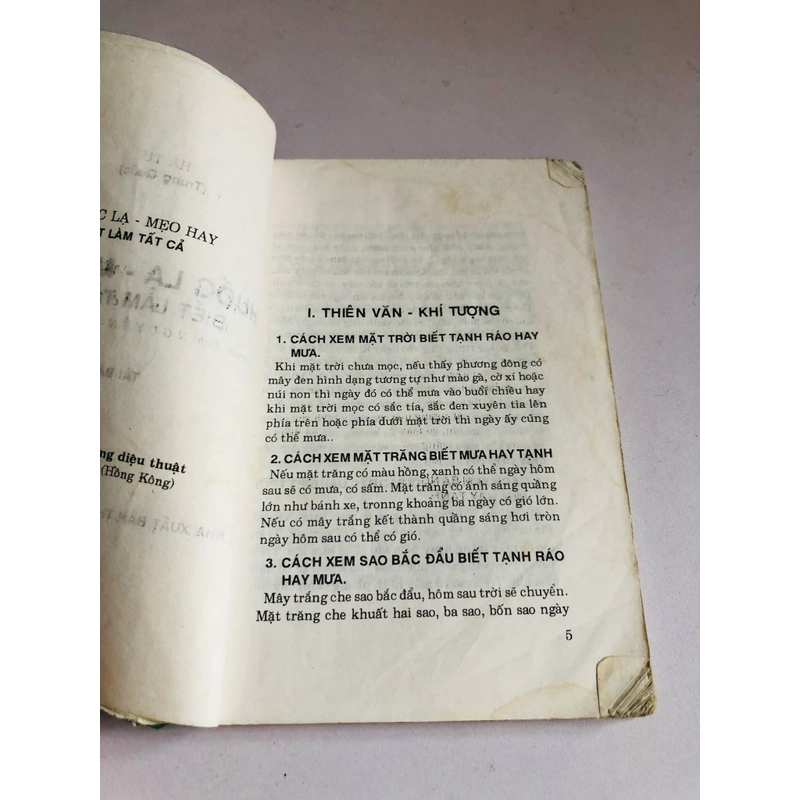 (Trung Quốc)
LẠ - MẸO HAY
LÀM TẤT CẢ
diệu thuật
(Hồng Kông)
I. THIÊN VĂN - KHÍ TƯỢNG
1. CÁCH XEM MẶT TRỜI BIẾT TẠNH RÁO HAY
MƯA.
Khi mặt trời chưa mọc, nếu thấy phương đông có
mây đen hình dạng tương tự như mào gà, cờ xí hoặc
núi non thì ngày đó có thể mưa vào buổi chiều hay
khi mặt trời mọc có sắc tía, sắc đen xuyên tia lên
phía trên hoặc phía dưới mặt trời thì ngày ấy cũng
có thể mưa..
2. CÁCH XEM MẶT TRĂNG BIẾT MƯA HAY TẠNH
Nếu mặt trăng có màu hồng, xanh có thể ngày hôm
sau sẽ có mưa, có sấm. Mặt trăng có ánh sáng quầng
lớn như bánh xe, tronng khoảng ba ngày có gió lớn.
Nếu có mây trắng kết thành quầng sáng hơi tròn
ngày hôm sau có thể có gió.
3. CÁCH XEM SAO BẮC ĐẨU BIẾT TẠNH RÁO
HAY MƯA.
Mây trắng che sao bắc đẩu, hôm sau trời sẽ chuyển.
Mặt trăng che khuất hai sao, ba sao, bốn sao ngày
5